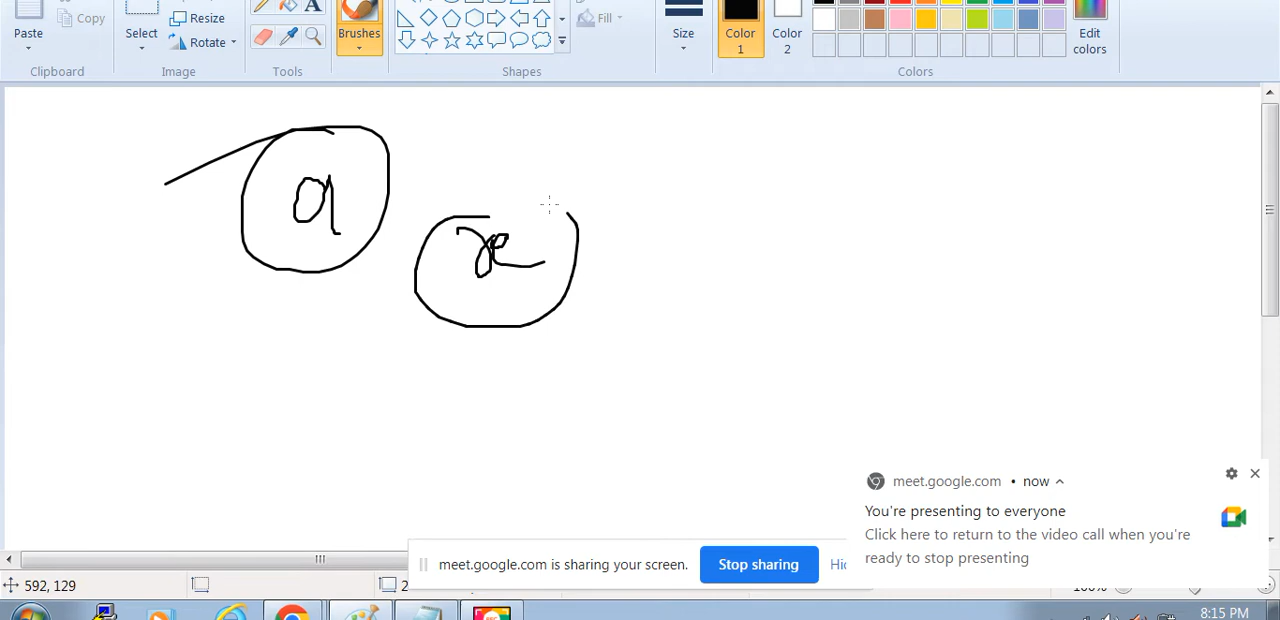 Paste
Copy
Clipboard
Select
Resize
Rotate
Image
A
Tools
Brushes
Fill
Shapes
Size
Color
1
Color
2
Edit
colors
Colors
a
x
meet.google.com • now
You're presenting to everyone
Click here to return to the video call when you're
ready to stop presenting
meet.google.com is sharing your screen.
Stop sharing
592, 129
100%
8:15 PM